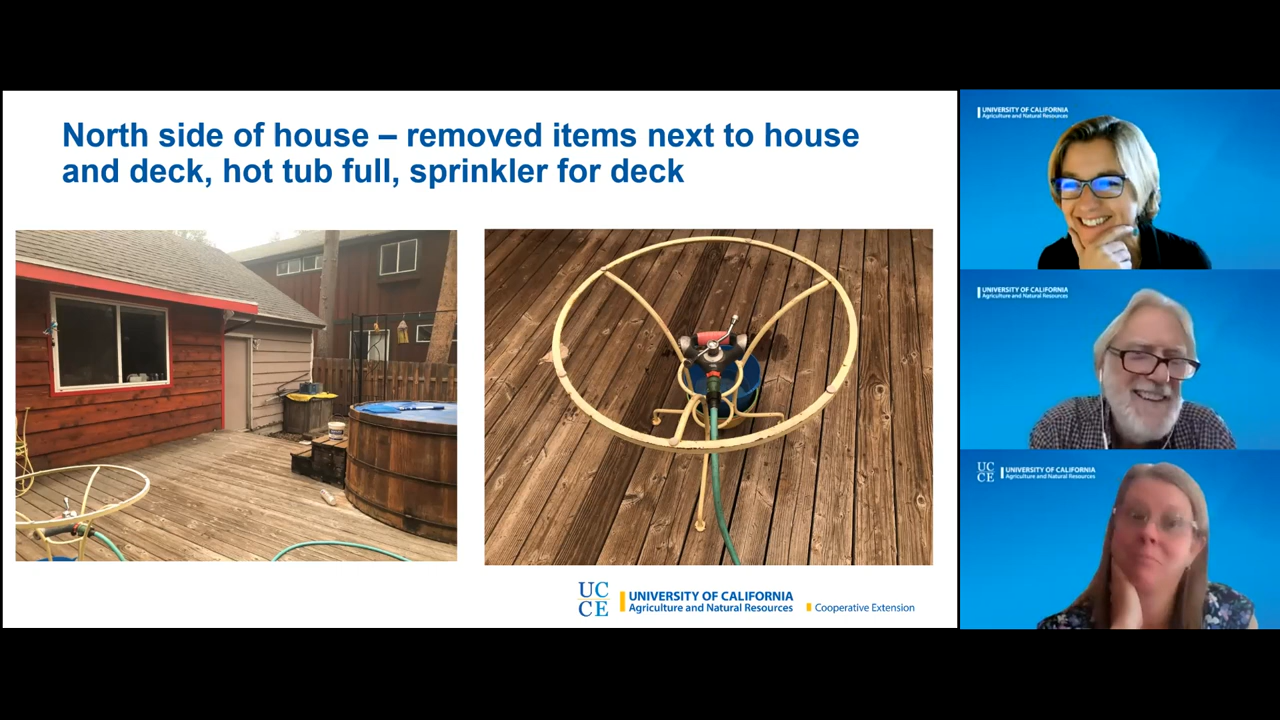 North side of house – removed items next to house
and deck, hot tub full, sprinkler for deck
UC
CE
UNIVERSITY OF CALIFORNIA
Agriculture and Natural Resources
Cooperative Extension
UNIVERSITY OF CALIFORNIA
Agriculture and Natural Resources
UNIVERSITY OF CALIFORNIA
Agriculture and Natural Resources
UC
CE
UNIVERSITY OF CALIFORNIA
Agriculture and Natural Resources